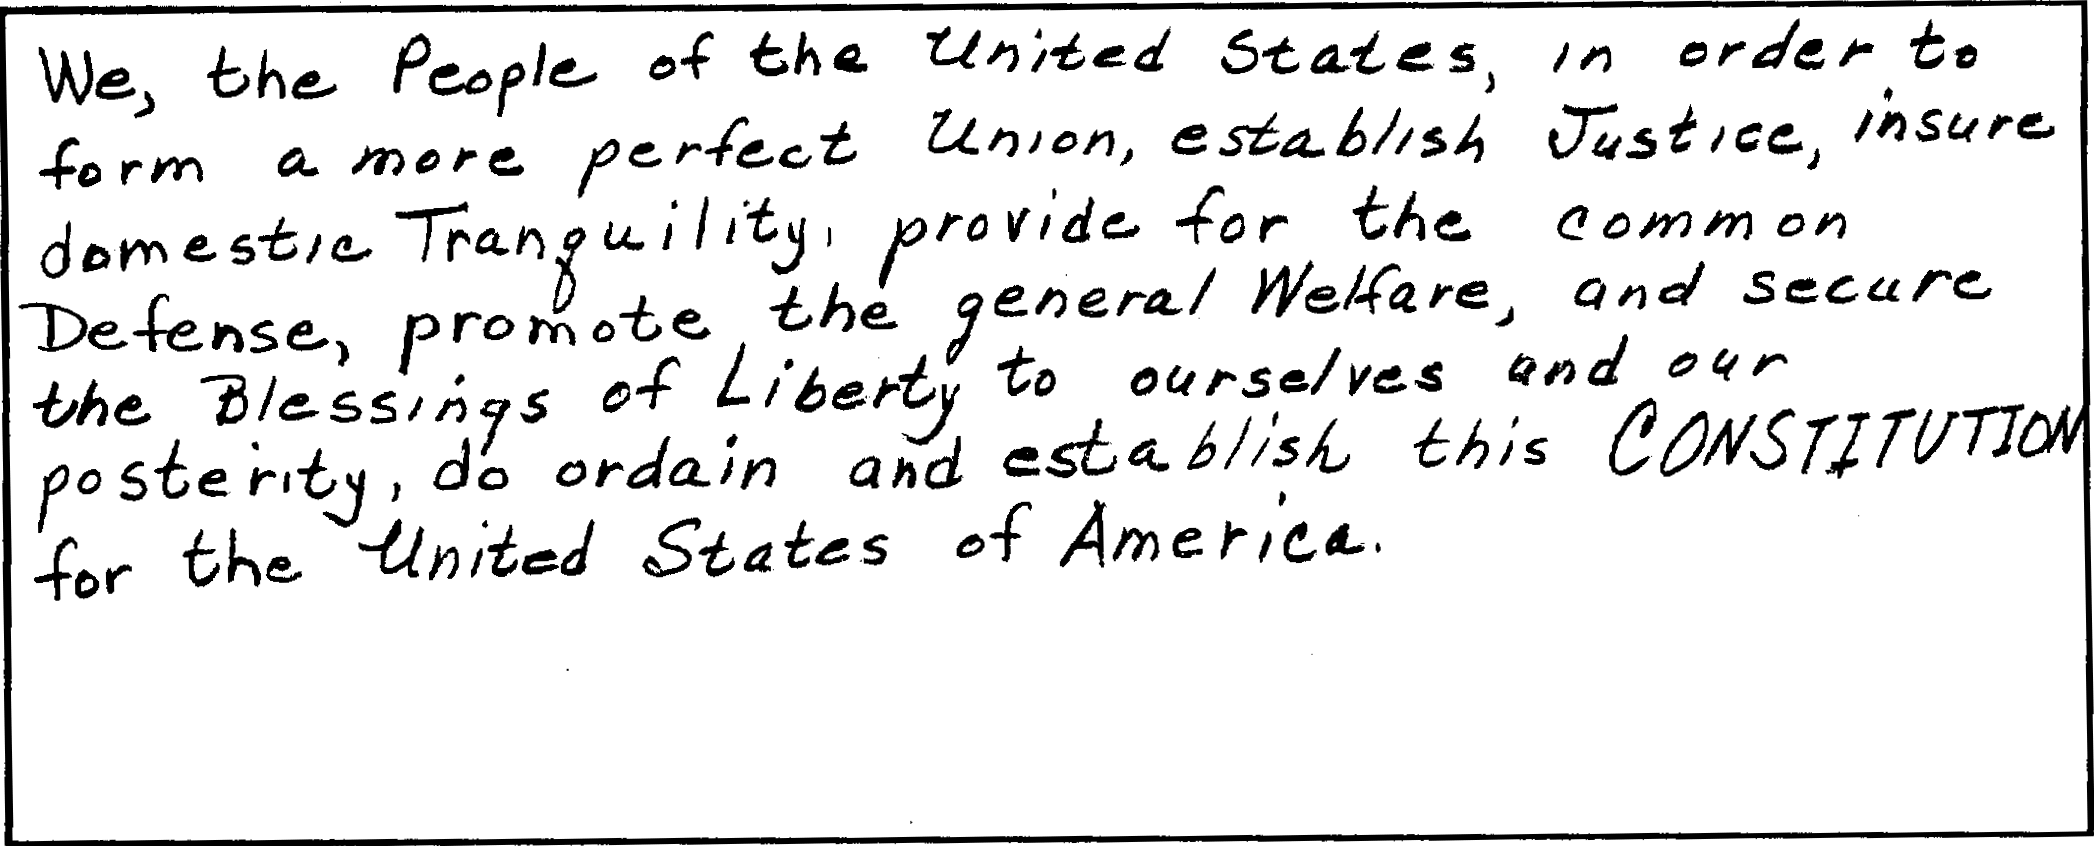 We, the People of the United States, in order to
form a more perfect Union, establish Justice, insure
domestic Tranquility, provide for the common
Defense, promote the general Welfare, and secure
the Blessings of Liberty to ourselves and our
posterity, do ordain and establish this CONSTITUTION
for the United States of America.